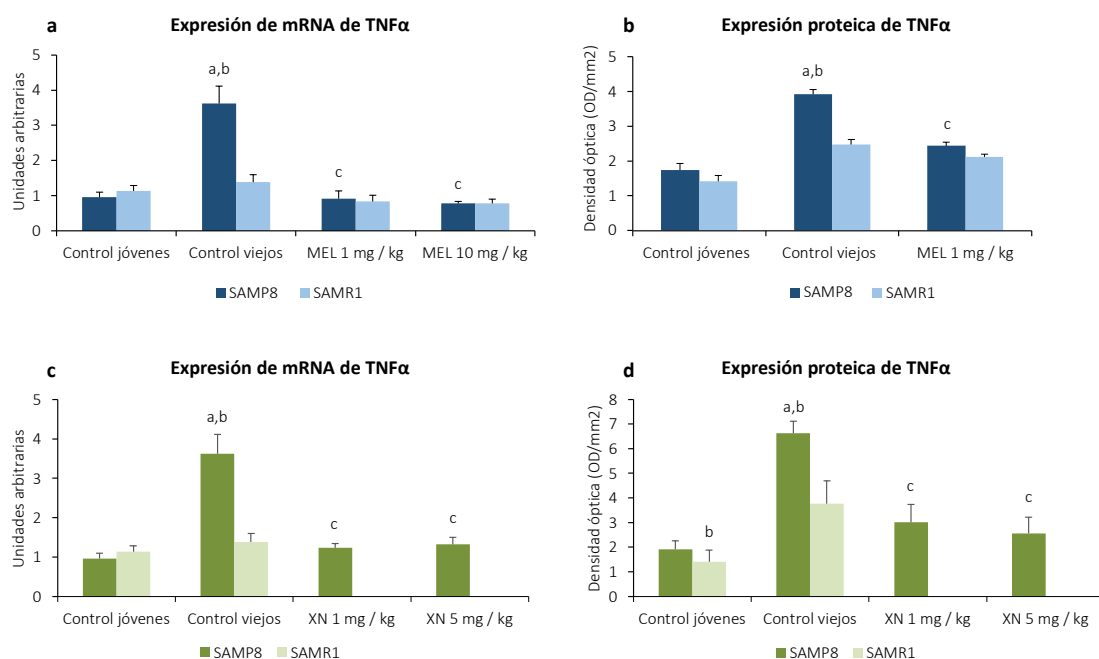 a Expresión de mRNA de TNFα
Unidades arbitrarias
5
4
3
2
1
0
a,b
c
c
Control jóvenes Control viejos MEL 1 mg / kg MEL 10 mg / kg
SAMP8 SAMR1
b Expresión proteica de TNFα
Densidad óptica (OD/mm2)
5
4
3
2
1
0
a,b
c
Control jóvenes Control viejos MEL 1 mg / kg
SAMP8 SAMR1
c Expresión de mRNA de TNFα
Unidades arbitrarias
5
4
3
2
1
0
a,b
c
c
Control jóvenes Control viejos XN 1 mg / kg XN 5 mg / kg
SAMP8 SAMR1
d Expresión proteica de TNFα
Densidad óptica (OD/mm2)
8
7
6
5
4
3
2
1
0
b
a,b
c
c
Control jóvenes Control viejos XN 1 mg / kg XN 5 mg / kg
SAMP8 SAMR1